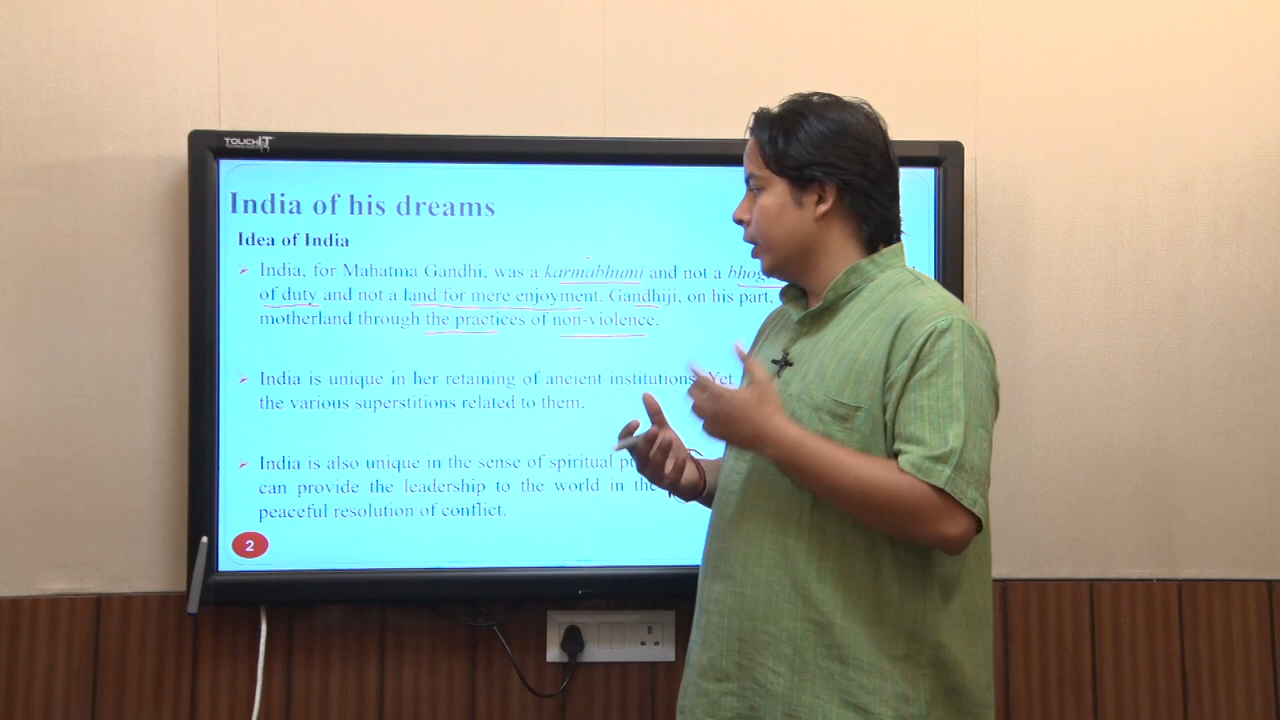 TOUCHIT
India of his dreams
Idea of India
India, for Mahatma Gandhi, was a karmabhumi and not a
of duty and not a land for mere enjoyment. Gandhiji, on his part,
motherland through the practices of non-violence.
India is unique in her retaining of ancient institutions. Yet
the various superstitions related to them.
India is also unique in the sense of spiritual
can provide the leadership to the world in the
peaceful resolution of conflict.
2